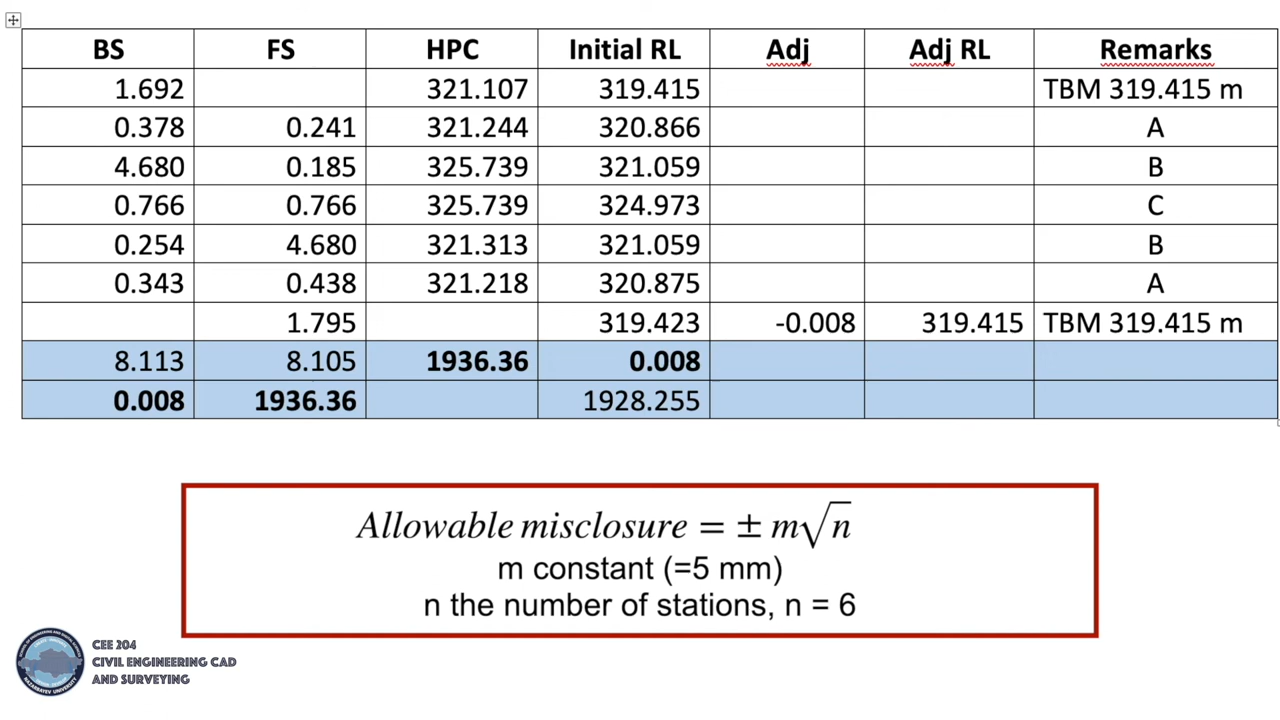 BS FS HPC Initial RL Adj Adj RL Remarks
1.692 321.107 319.415 TBM 319.415 m
0.378 0.241 321.244 320.866 A
4.680 0.185 325.739 321.059 B
0.766 0.766 325.739 324.973 C
0.254 4.680 321.313 321.059 B
0.343 0.438 321.218 320.875 A
1.795 319.423 -0.008 319.415 TBM 319.415 m
8.113 8.105 1936.36 0.008
0.008 1936.36 1928.255
Allowable misclosure = ± m√n
m constant (=5 mm)
n the number of stations, n = 6
CEE 204
CIVIL ENGINEERING CAD
AND SURVEYING